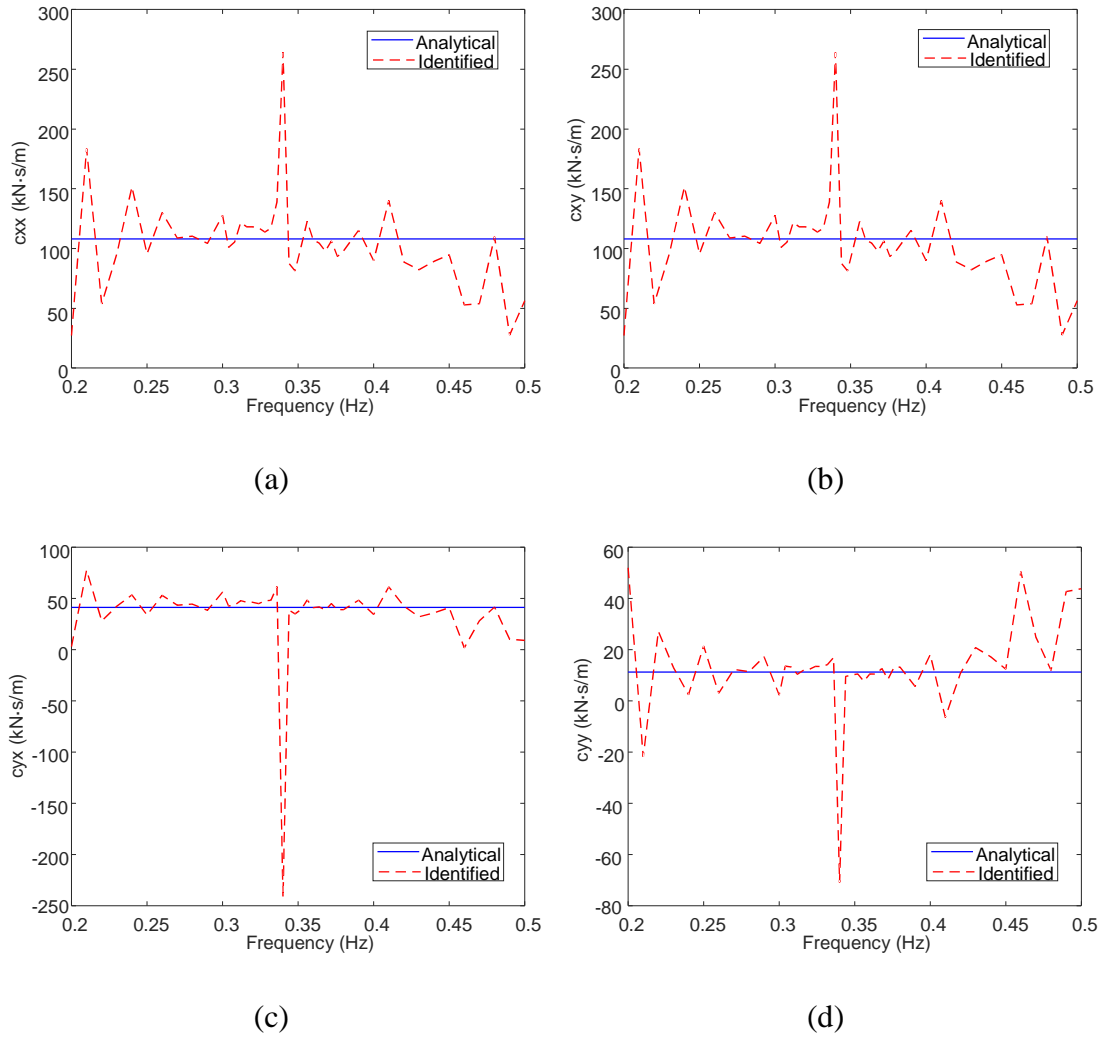 300
250
200
150
100
50
0
cxx (kN·s/m)
0.2 0.25 0.3 0.35 0.4 0.45 0.5
Frequency (Hz)
Analytical
Identified
(a)
300
250
200
150
100
50
0
cxy (kN·s/m)
0.2 0.25 0.3 0.35 0.4 0.45 0.5
Frequency (Hz)
Analytical
Identified
(b)
100
50
0
-50
-100
-150
-200
-250
cyx (kN·s/m)
0.2 0.25 0.3 0.35 0.4 0.45 0.5
Frequency (Hz)
Analytical
Identified
(c)
60
40
20
0
-20
-40
-60
-80
cyy (kN·s/m)
0.2 0.25 0.3 0.35 0.4 0.45 0.5
Frequency (Hz)
Analytical
Identified
(d)